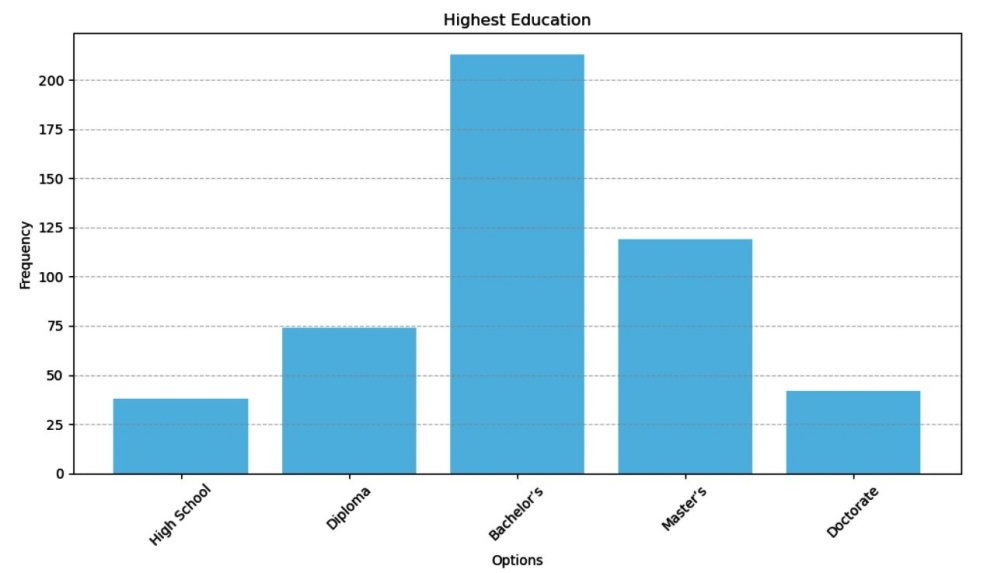 Highest Education
Frequency
200
175
150
125
100
75
50
25
0
High School
Diploma
Bachelor's
Master's
Doctorate
Options